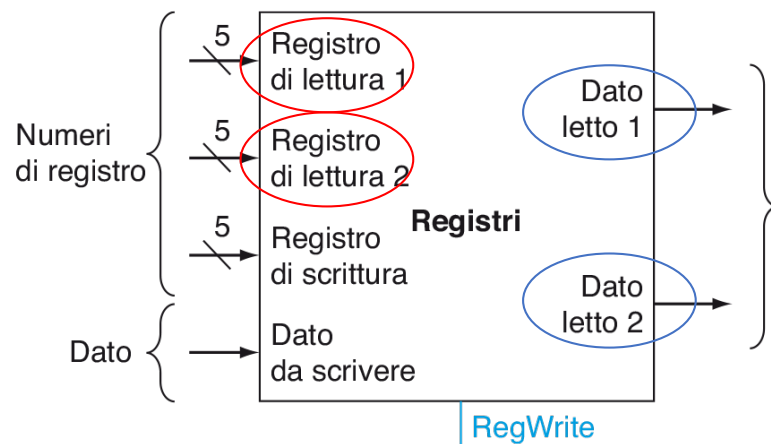 Numeri
di registro
Dato
5
5
5
Registro
di lettura 1
Registro
di lettura 2
Registro
di scrittura
Dato
da scrivere
Registri
Dato
letto 1
Dato
letto 2
RegWrite